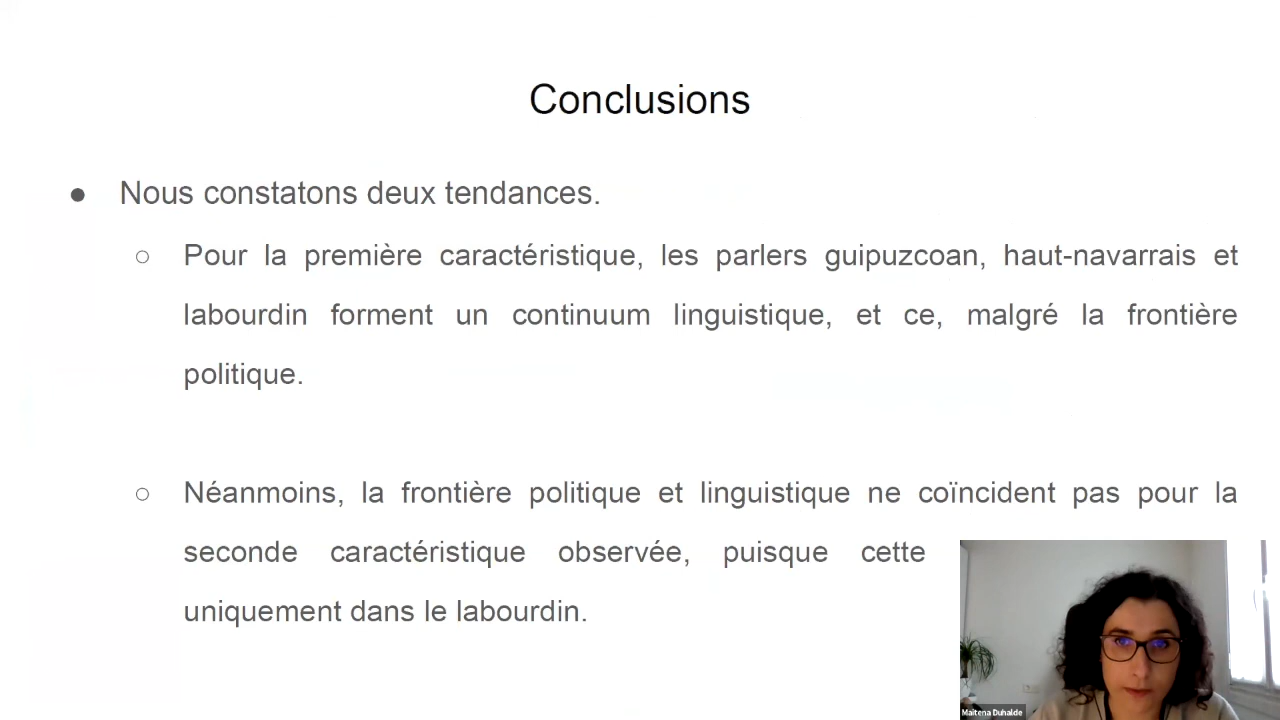 Conclusions
● Nous constatons deux tendances.
○ Pour la première caractéristique, les parlers guipuzcoan, haut-navarrais et
labourdin forment un continuum linguistique, et ce, malgré la frontière
politique.
○ Néanmoins, la frontière politique et linguistique ne coïncident pas pour la
seconde caractéristique observée, puisque cette
uniquement dans le labourdin.
Maitena Duhalde